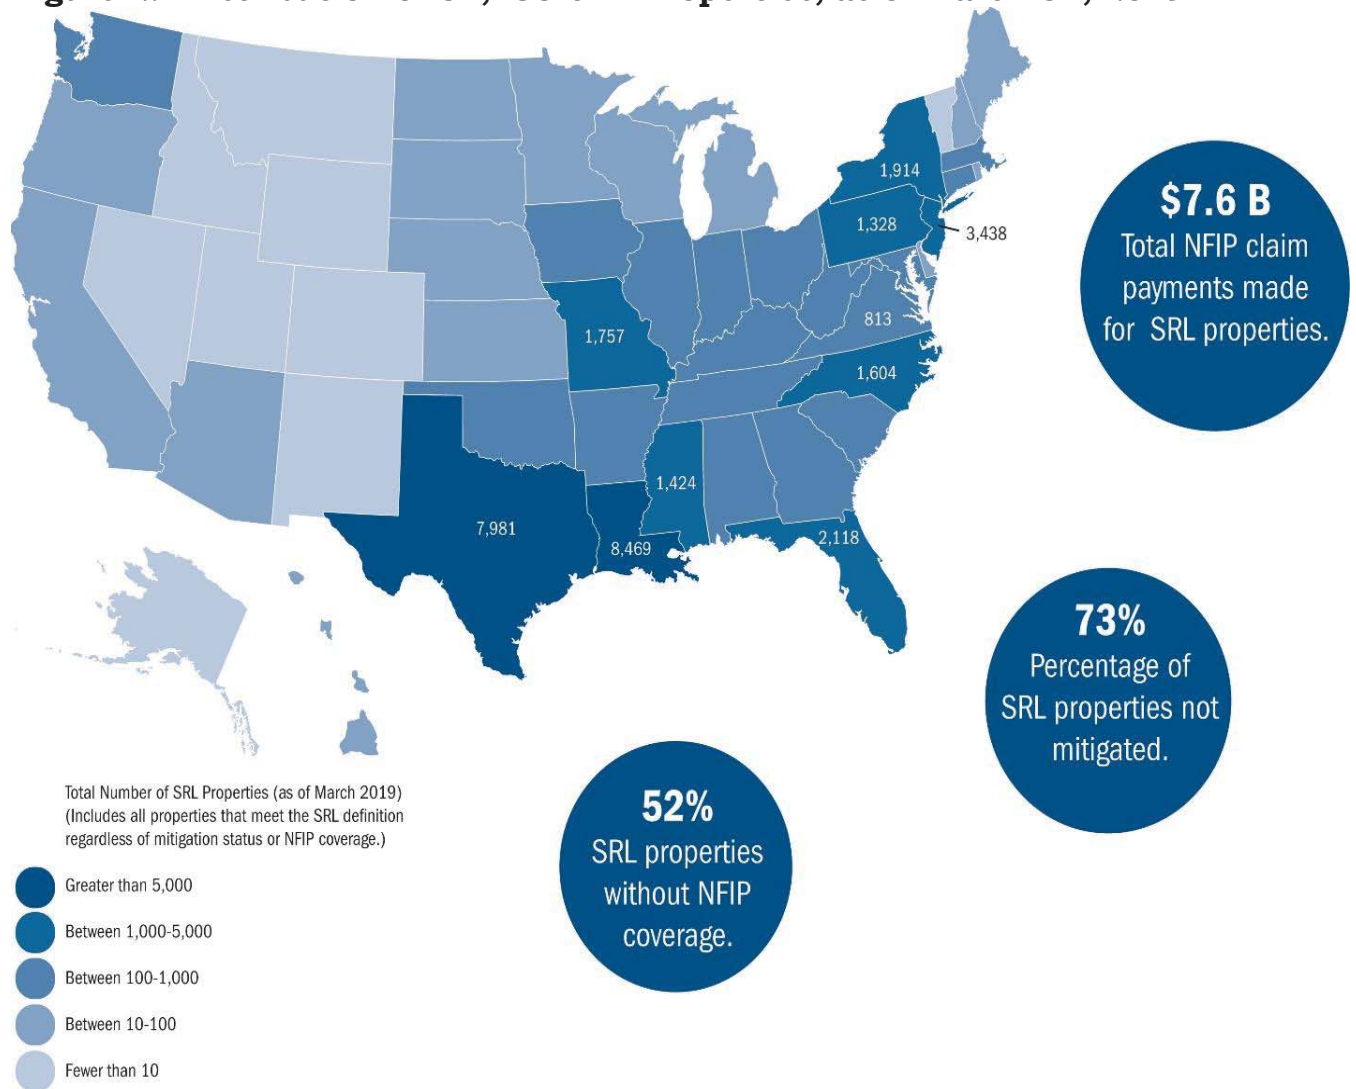 1,914
1,328
3,438
813
1,757
1,604
1,424
7,981
8,469
2,118
$7.6 B
Total NFIP claim
payments made
for SRL properties.
73%
Percentage of
SRL properties not
mitigated.
52%
SRL properties
without NFIP
coverage.
Total Number of SRL Properties (as of March 2019)
(Includes all properties that meet the SRL definition
regardless of mitigation status or NFIP coverage.)
Greater than 5,000
Between 1,000-5,000
Between 100-1,000
Between 10-100
Fewer than 10